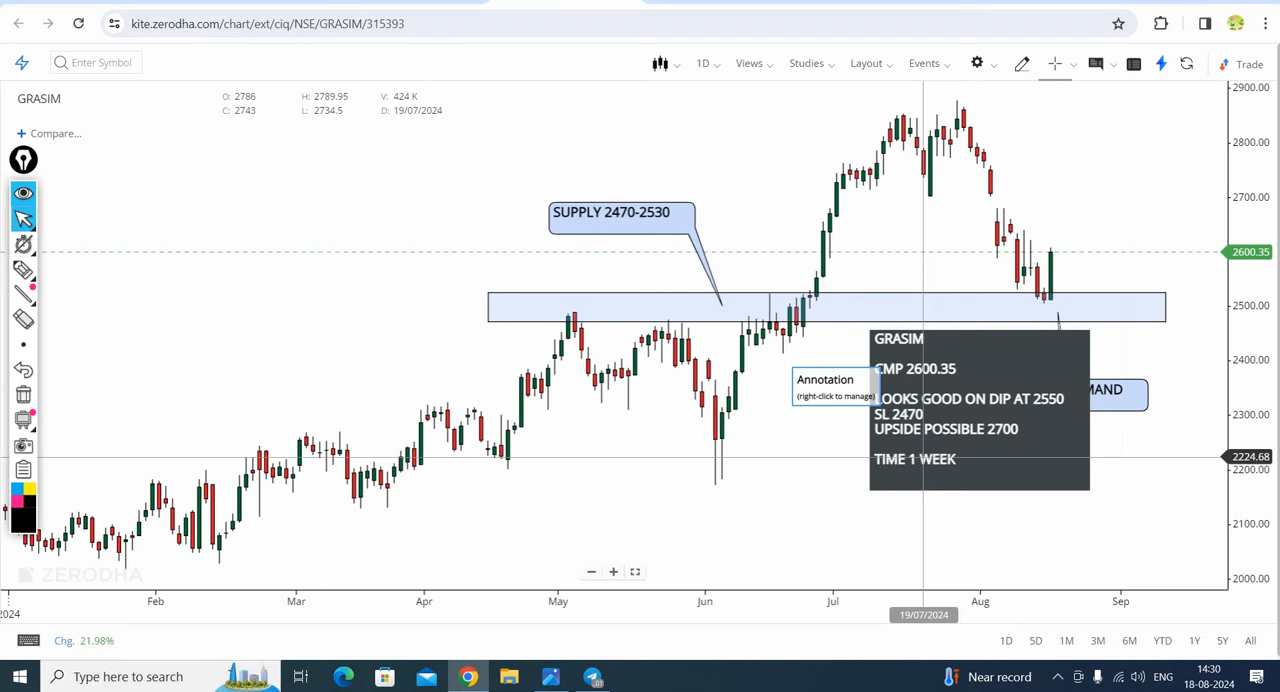 kite.zerodha.com/chart/ext/ciq/NSE/GRASIM/315393
Enter Symbol
1D
Views
Studies
Layout
Events
Trade
GRASIM
O: 2786
H: 2789.95
V: 424 K
C: 2743
L: 2734.5
D: 19/07/2024
+ Compare...
2900.00
2800.00
2700.00
2600.35
2500.00
2400.00
2300.00
2224.68
2100.00
2000.00
SUPPLY 2470-2530
GRASIM
CMP 2600.35
LOOKS GOOD ON DIP AT 2550
SL 2470
UPSIDE POSSIBLE 2700
TIME 1 WEEK
Annotation
(right-click to manage)
ZERODHA
2024
Feb
Mar
Apr
May
Jun
Jul
Aug
Sep
19/07/2024
Chg. 21.98%
1D
5D
1M
3M
6M
YTD
1Y
5Y
All
Type here to search
Near record
ENG
14:30
18-08-2024